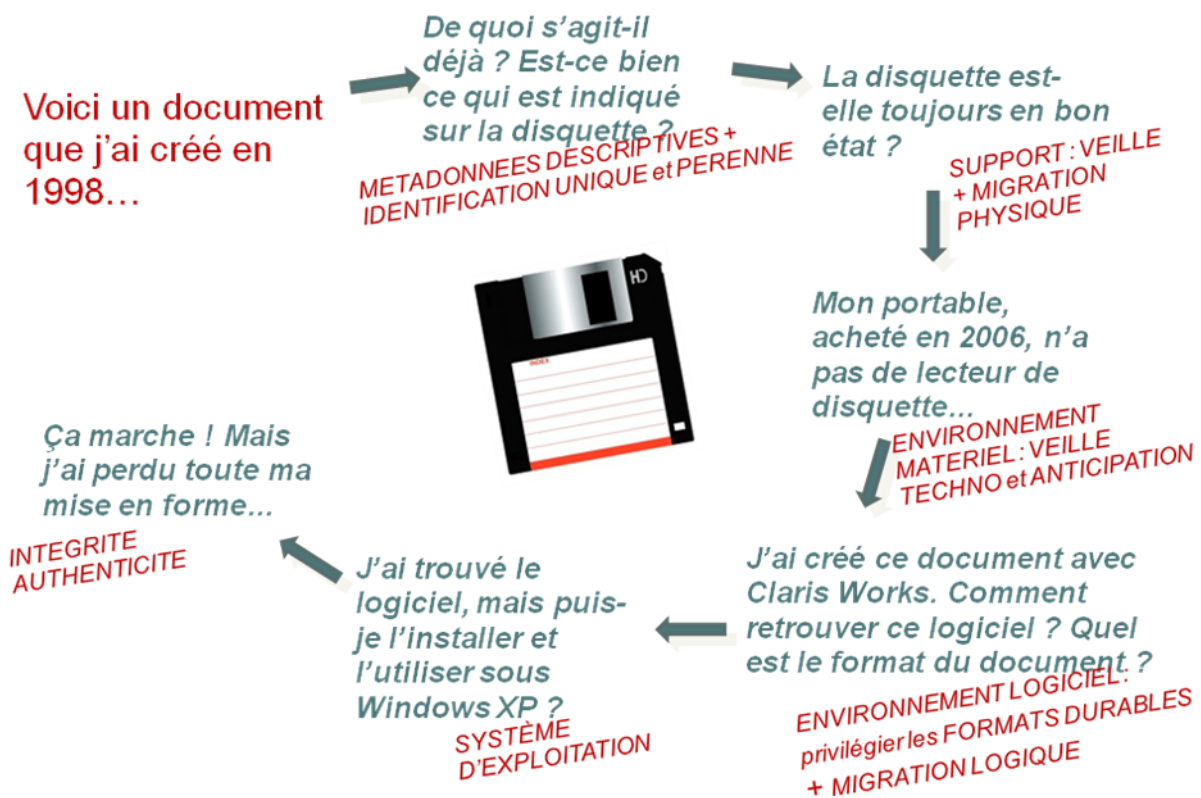 Voici un document
que j'ai créé en
1998…
De quoi s'agit-il
déjà ? Est-ce bien
ce qui est indiqué
sur la disquette ?
METADONNEES DESCRIPTIVES +
IDENTIFICATION UNIQUE et PERENNE
La disquette est-
elle toujours en bon
état ?
SUPPORT : VEILLE
+ MIGRATION
PHYSIQUE
HD
INDEX
Mon portable,
acheté en 2006, n'a
pas de lecteur de
disquette…
ENVIRONNEMENT
MATERIEL : VEILLE
TECHNO et ANTICIPATION
J'ai créé ce document avec
Claris Works. Comment
retrouver ce logiciel ? Quel
est le format du document ?
ENVIRONNEMENT LOGICIEL :
privilégier les FORMATS DURABLES
+ MIGRATION LOGIQUE
J'ai trouvé le
logiciel, mais puis-
je l'installer et
l'utiliser sous
Windows XP ?
SYSTÈME
D'EXPLOITATION
Ça marche ! Mais
j'ai perdu toute ma
mise en forme…
INTEGRITE
AUTHENTICITE